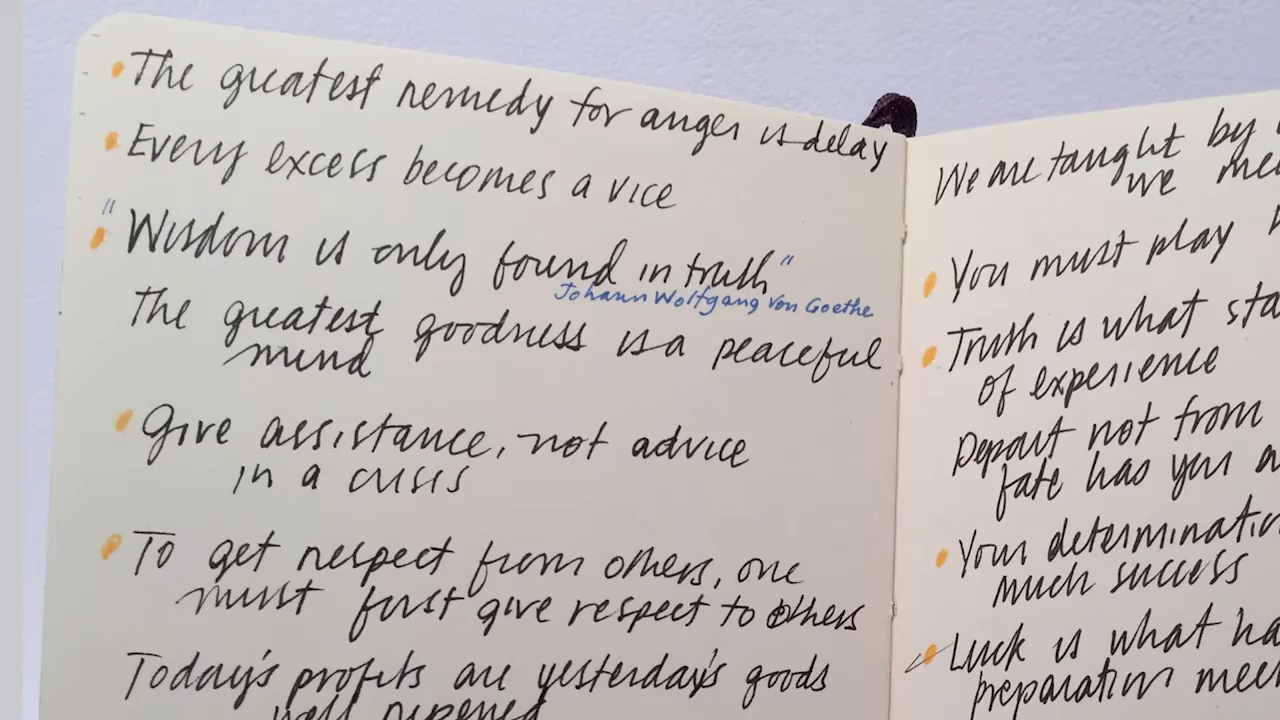 The greatest remedy for anger is delay
Every excess becomes a vice
"Wisdom is only found in truth"
Johann Wolfgang Von Goethe
The greatest goodness is a peaceful
mind
Give assistance, not advice
in a crisis
To get respect from others, one
must first give respect to others
Today's profits are yesterday's goods
well ripened
We are taught by
we
You must play
Truth is what
of experience
Depart not from
fate has you
Your
much success
Luck is what
preparation